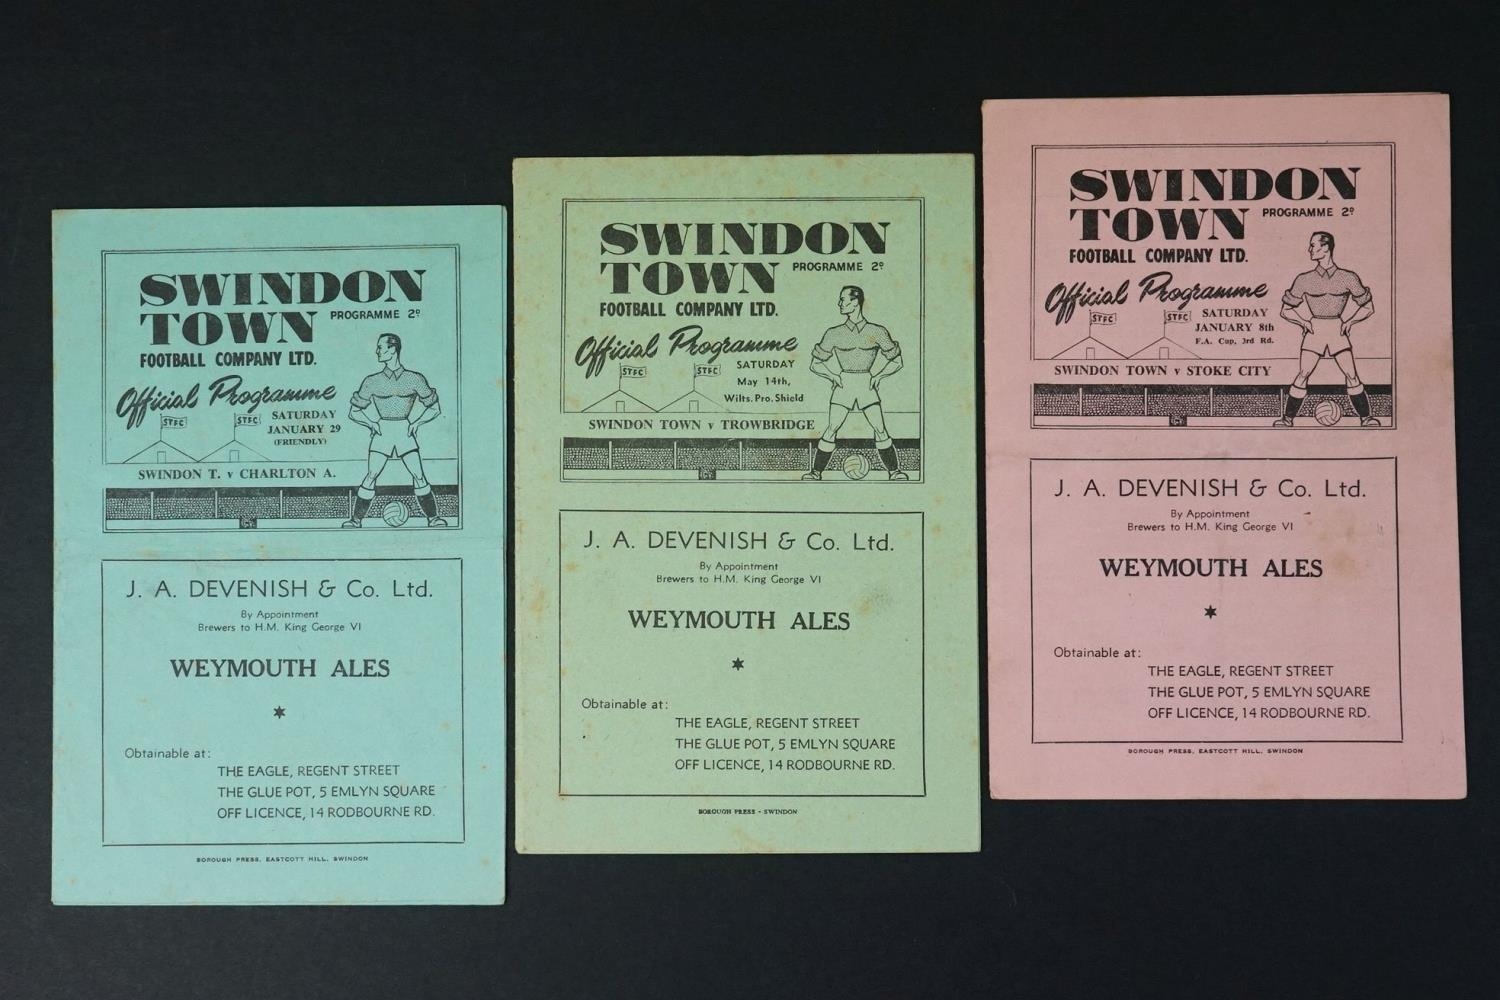 SWINDON
TOWN
PROGRAMME 2D
FOOTBALL COMPANY LTD.
Official Programme
STFC
STFC
SATURDAY
JANUARY 29
(FRIENDLY)
SWINDON T. v CHARLTON A.
J. A. DEVENISH & Co. Ltd.
By Appointment
Brewers to H.M. King George VI
WEYMOUTH ALES
Obtainable at:
THE EAGLE, REGENT STREET
THE GLUE POT, 5 EMLYN SQUARE
OFF LICENCE, 14 RODBOURNE RD.
BOROUGH PRESS, EASTCOTT HILL, SWINDON
SWINDON
TOWN
PROGRAMME 2D
FOOTBALL COMPANY LTD.
Official Programme
STFC
STFC
SATURDAY
May 14th,
Wilts. Pro. Shield
SWINDON TOWN v TROWBRIDGE
J. A. DEVENISH & Co. Ltd.
By Appointment
Brewers to H.M. King George VI
WEYMOUTH ALES
Obtainable at:
THE EAGLE, REGENT STREET
THE GLUE POT, 5 EMLYN SQUARE
OFF LICENCE, 14 RODBOURNE RD.
BOROUGH PRESS - SWINDON
SWINDON
TOWN
PROGRAMME 2D
FOOTBALL COMPANY LTD.
Official Programme
STFC
STFC
SATURDAY
JANUARY 8th
F.A. Cup, 3rd Rd.
SWINDON TOWN v STOKE CITY
J. A. DEVENISH & Co. Ltd.
By Appointment
Brewers to H.M. King George VI
WEYMOUTH ALES
Obtainable at:
THE EAGLE, REGENT STREET
THE GLUE POT, 5 EMLYN SQUARE
OFF LICENCE, 14 RODBOURNE RD.
BOROUGH PRESS, EASTCOTT HILL, SWINDON